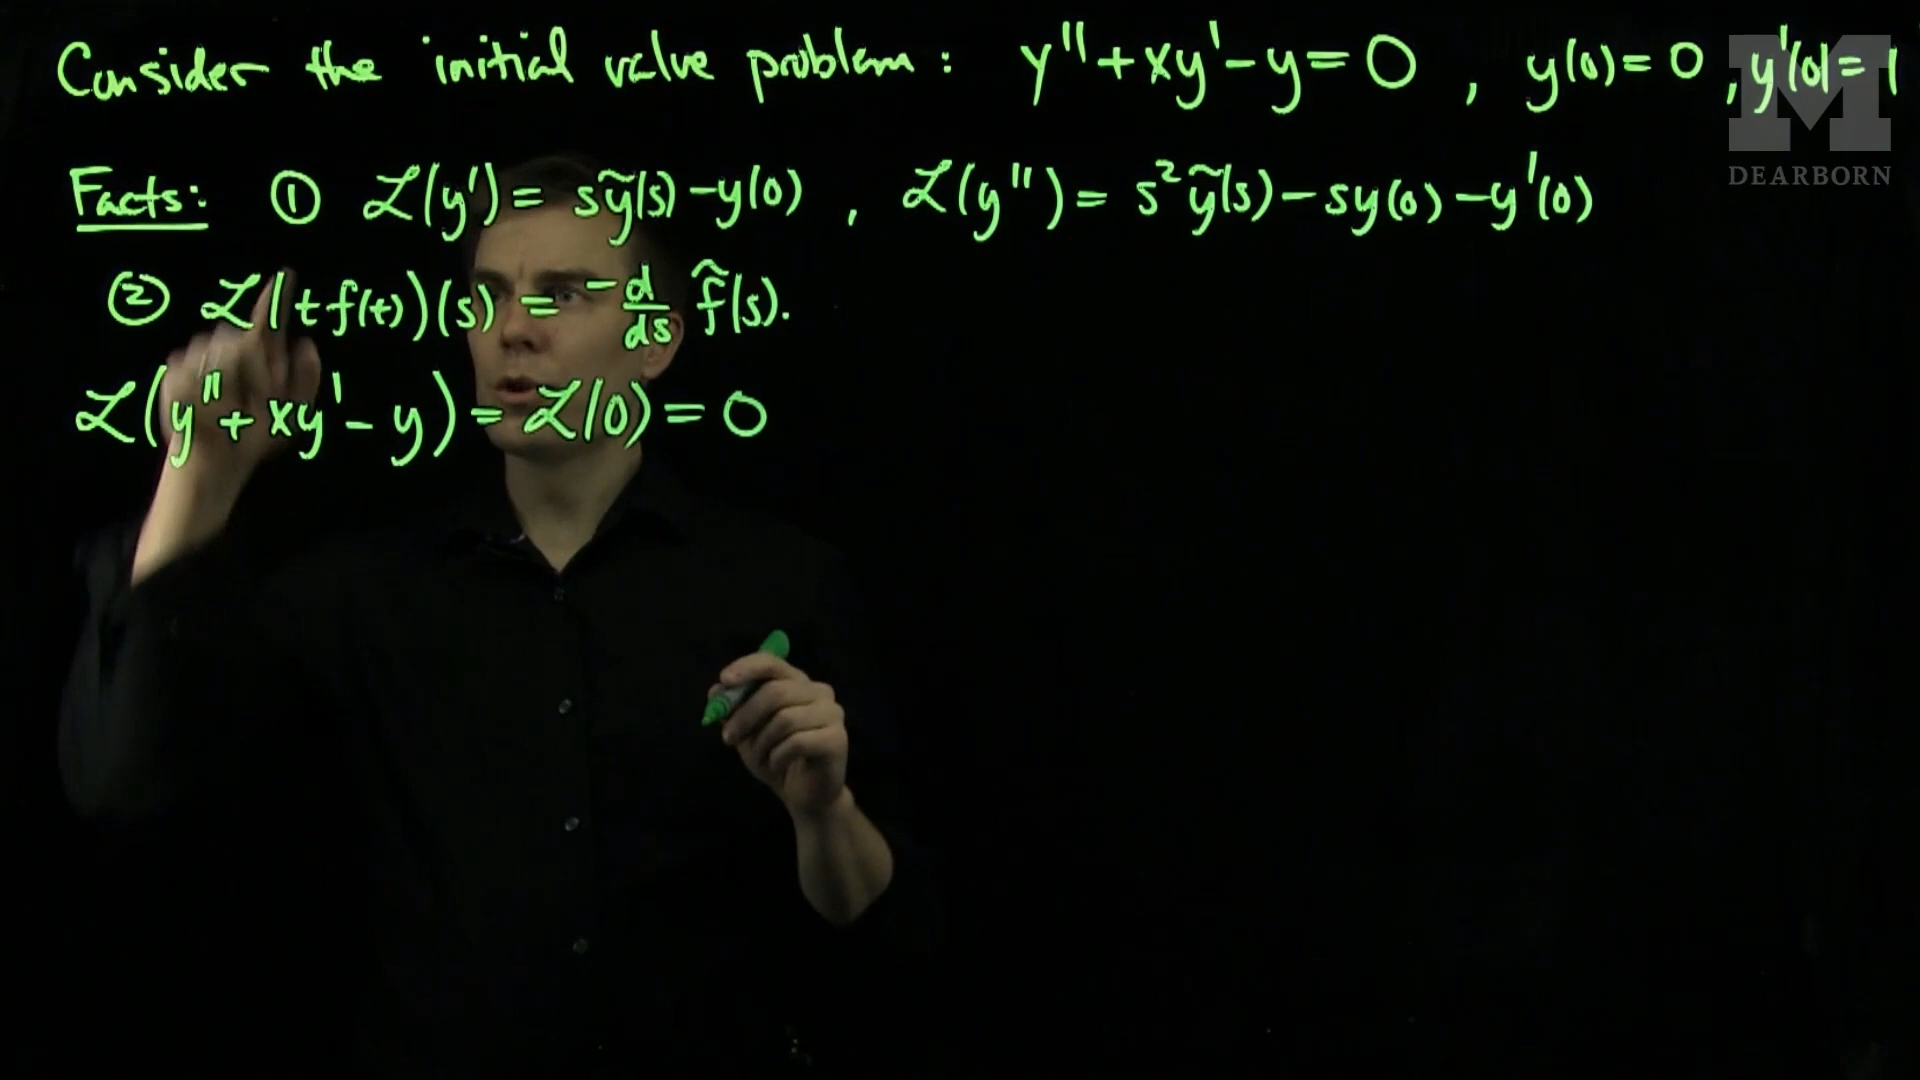 Consider the initial value problem: y'' + xy' - y = 0, y(0) = 0, y'(0) = 1
M
DEARBORN
Facts: ① ℒ(y') = sỹ(s) - y(0), ℒ(y'') = s²ỹ(s) - sy(0) - y'(0)
② ℒ(tf(t))(s) = -d/ds f̃(s).
ℒ(y'' + xy' - y) = ℒ(0) = 0